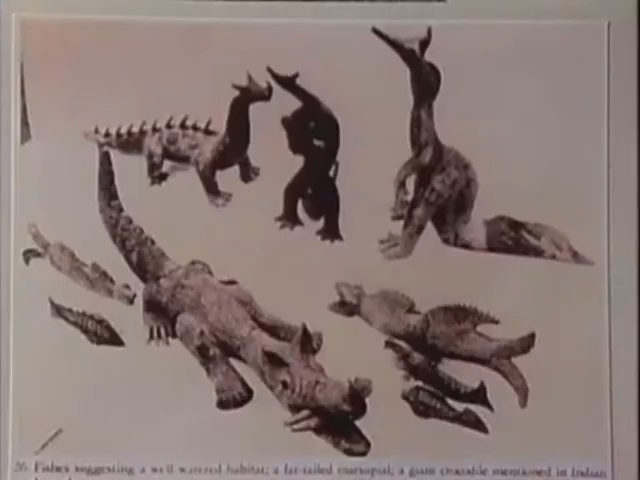 26. Fishes suggesting a well watered habitat; a fat-tailed marsupial; a giant crocodile mentioned in Indian